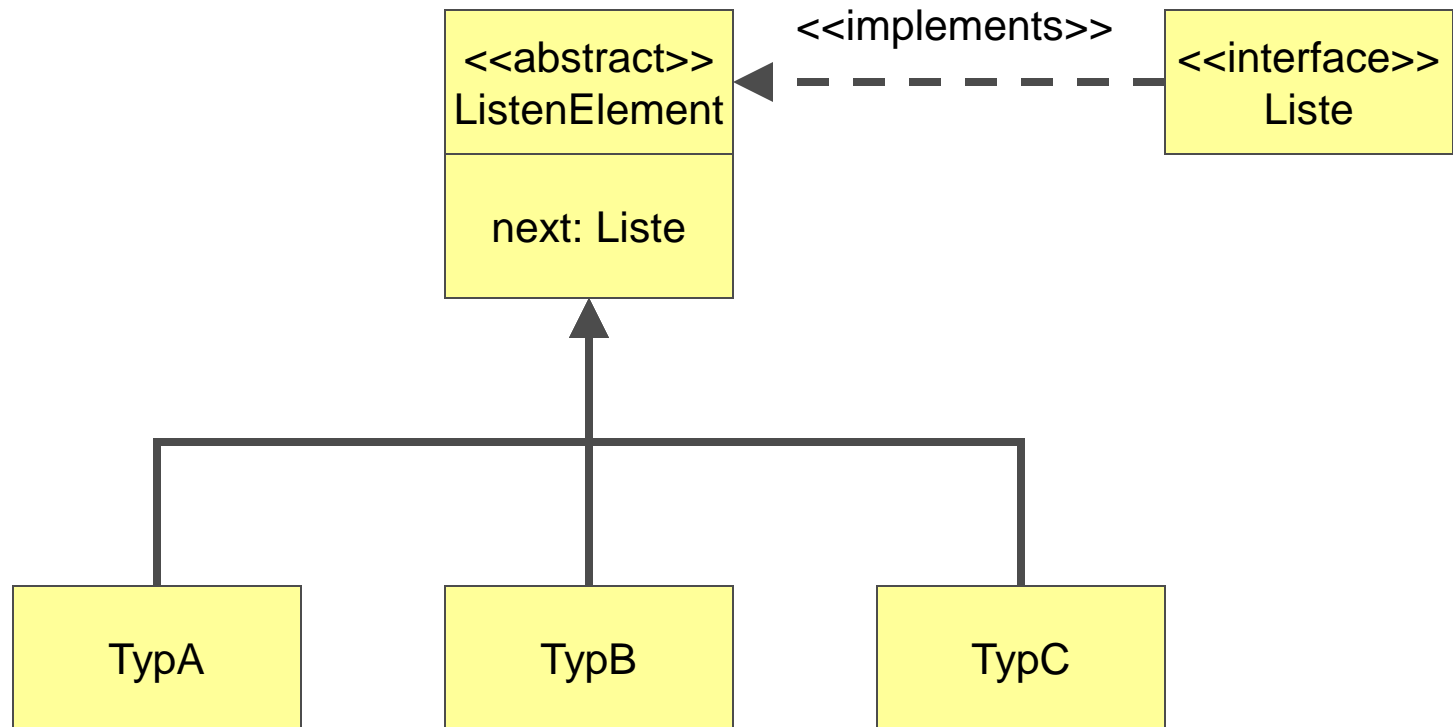 <<implements>>
<<abstract>>
ListenElement
<<interface>>
Liste
next: Liste
TypA
TypB
TypC